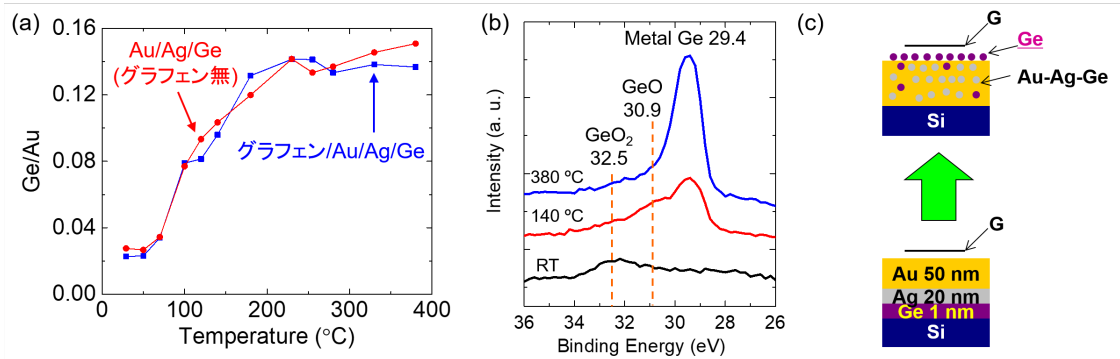 (a)
0.16
0.12
0.08
0.04
0.00
Ge/Au
Au/Ag/Ge
(グラフェン無)
グラフェン/Au/Ag/Ge
0
100
200
300
400
Temperature (°C)
(b)
Metal Ge 29.4
GeO
30.9
GeO2
32.5
380 ºC
140 ºC
RT
Intensity (a. u.)
36
34
32
30
28
26
Binding Energy (eV)
(c)
G
Ge
Au-Ag-Ge
Si
G
Au 50 nm
Ag 20 nm
Ge 1 nm
Si